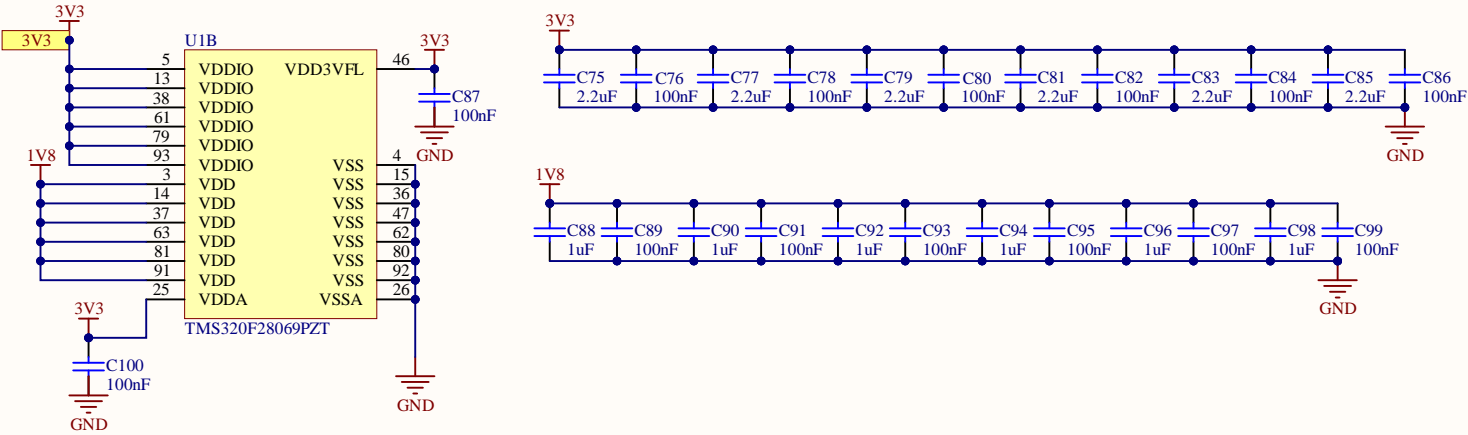 3V3
3V3
U1B
5 VDDIO
13 VDDIO
38 VDDIO
61 VDDIO
79 VDDIO
93 VDDIO
1V8
3 VDD
14 VDD
37 VDD
63 VDD
81 VDD
91 VDD
25 VDDA
VDD3VFL 46
VSS 4
VSS 15
VSS 36
VSS 47
VSS 62
VSS 80
VSS 92
VSSA 26
TMS320F28069PZT
3V3
C87
100nF
GND
3V3
C100
100nF
GND
GND
3V3
C75 C76 C77 C78 C79 C80 C81 C82 C83 C84 C85 C86
2.2uF 100nF 2.2uF 100nF 2.2uF 100nF 2.2uF 100nF 2.2uF 100nF 2.2uF 100nF
GND
1V8
C88 C89 C90 C91 C92 C93 C94 C95 C96 C97 C98 C99
1uF 100nF 1uF 100nF 1uF 100nF 1uF 100nF 1uF 100nF 1uF 100nF
GND